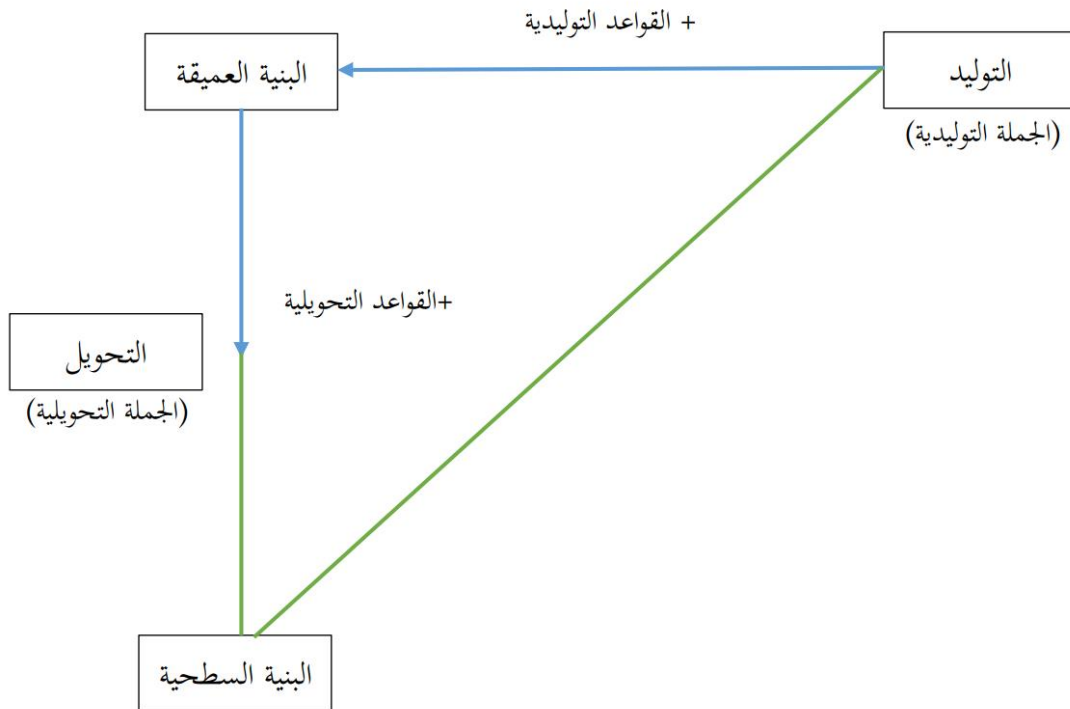 + القواعد التوليدية
التوليد
البنية العميقة
(الجملة التوليدية)
+القواعد التحويلية
التحويل
(الجملة التحويلية)
البنية السطحية